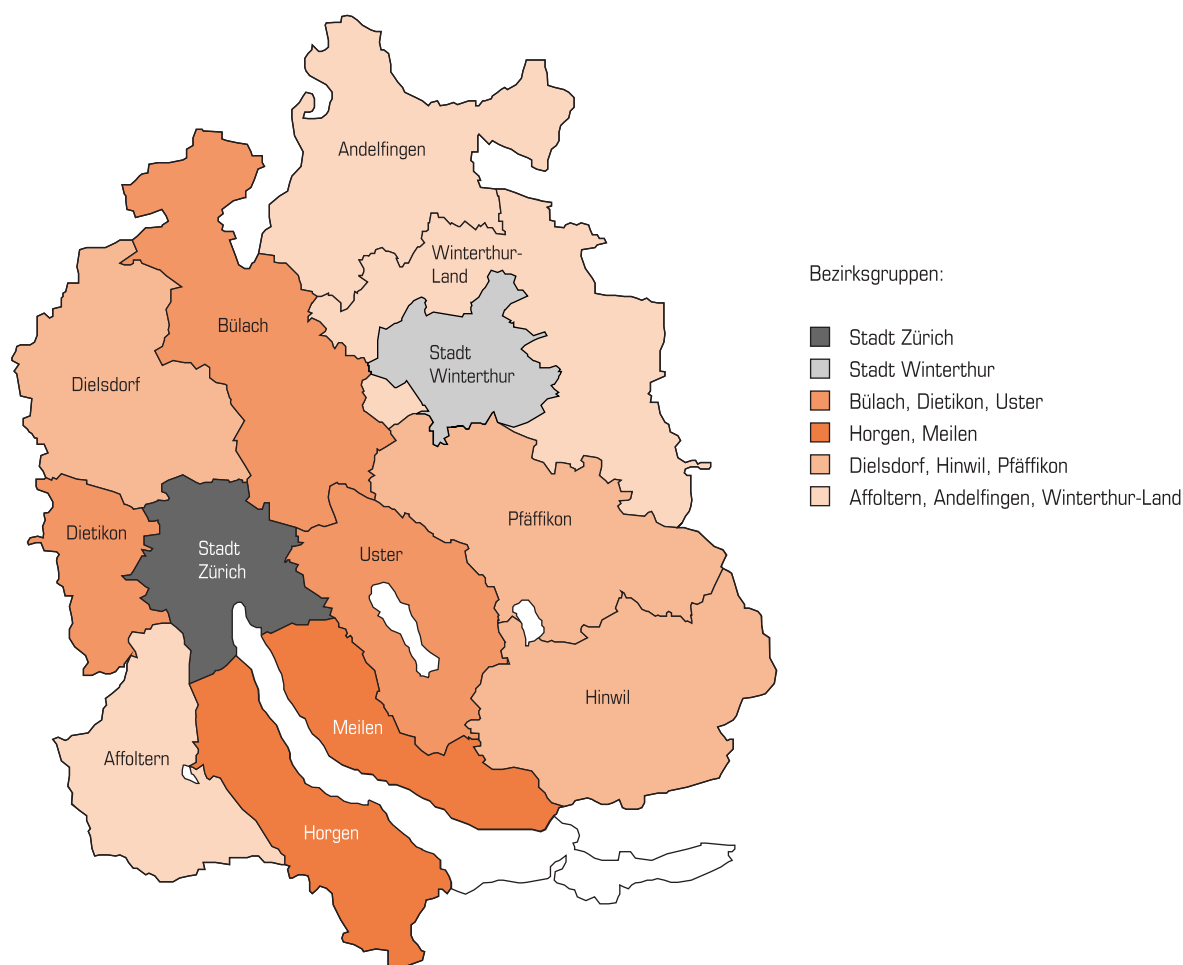 Andelfingen
Winterthur-
Land
Bülach
Stadt
Winterthur
Dielsdorf
Pfäffikon
Dietikon
Stadt
Zürich
Uster
Hinwil
Meilen
Affoltern
Horgen
Bezirksgruppen:
Stadt Zürich
Stadt Winterthur
Bülach, Dietikon, Uster
Horgen, Meilen
Dielsdorf, Hinwil, Pfäffikon
Affoltern, Andelfingen, Winterthur-Land